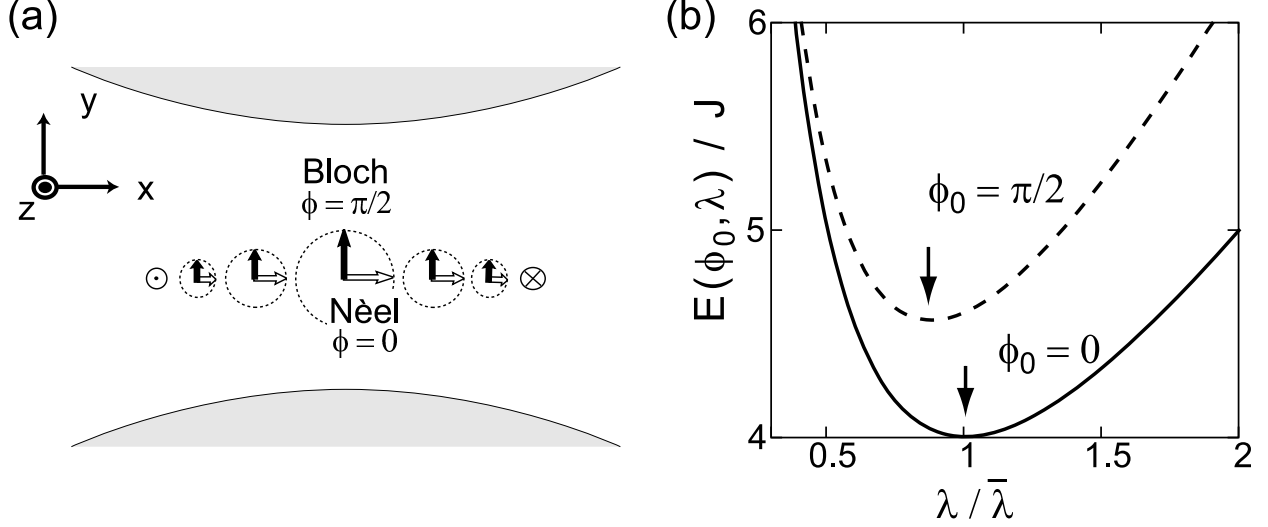 (a)
y
x
z
Bloch
ϕ = π/2
Nèel
ϕ = 0
(b)
E (ϕ₀,λ) / J
6
5
4
ϕ₀ = π/2
ϕ₀ = 0
0.5 1 1.5 2
λ / λ̄